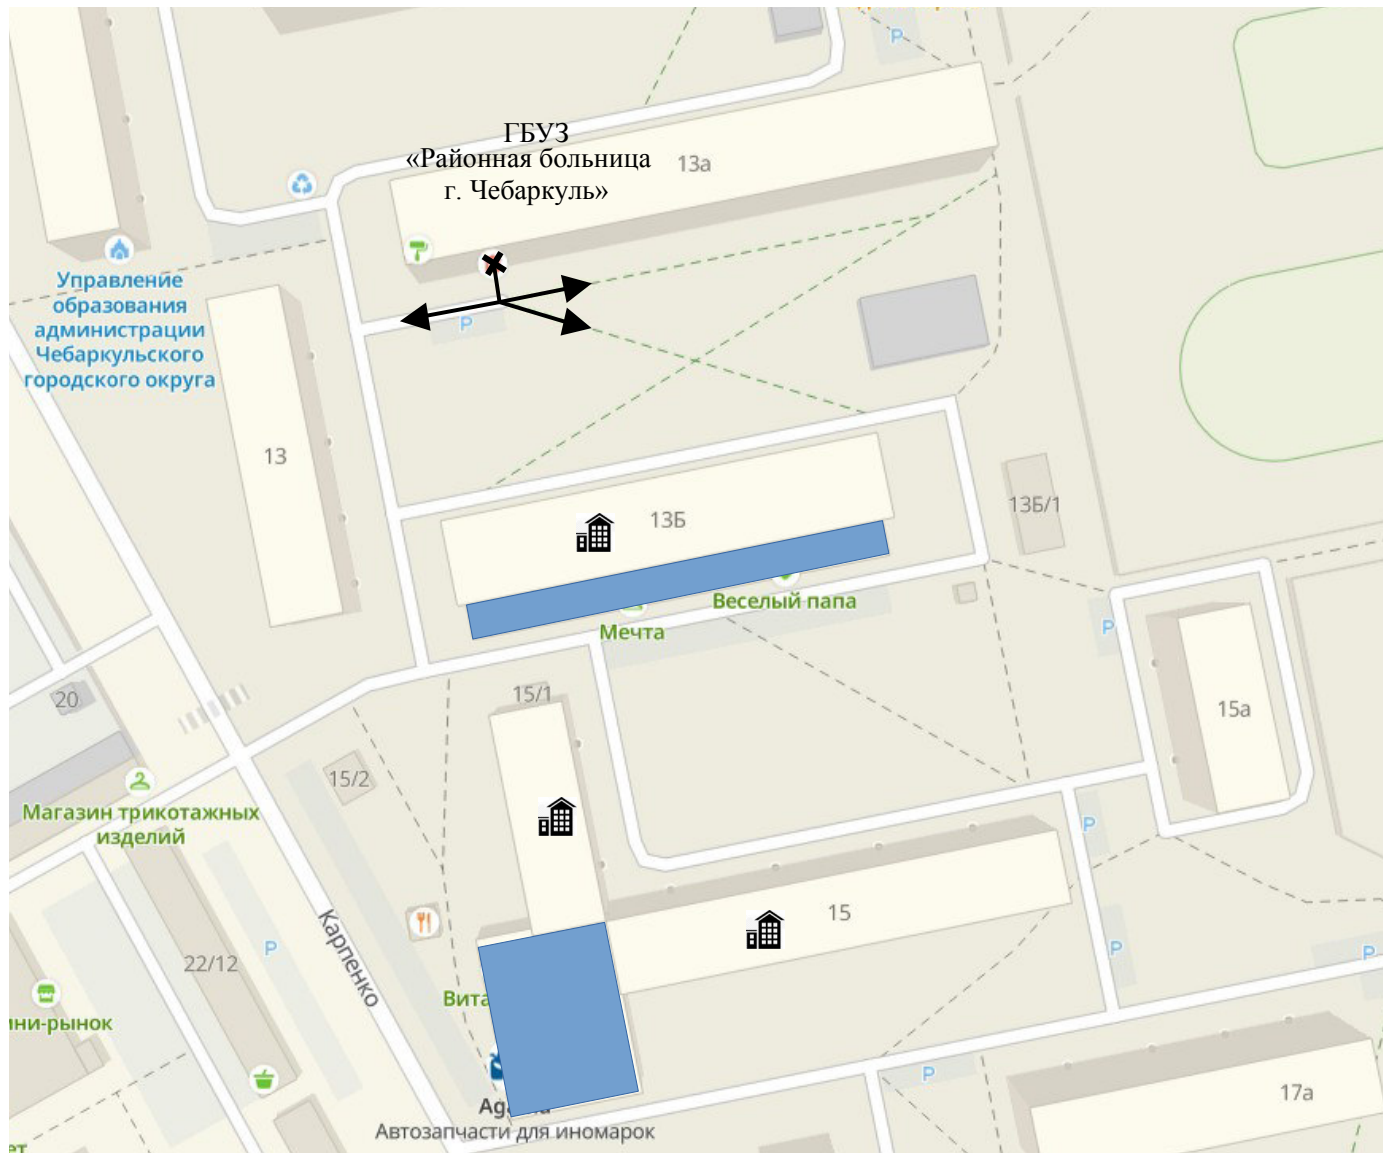 P
ГБУЗ
«Районная больница
г. Чебаркуль»
13а
Управление
образования
администрации
Чебаркульского
городского округа
P
13
13Б
13Б/1
Веселый папа
Мечта
P
15/1
20
15а
15/2
Магазин трикотажных
изделий
P
15
Карпенко
P
22/12
P
P
Вита
ини-рынок
P
17а
Ag
Автозапчасти для иномарок
ет